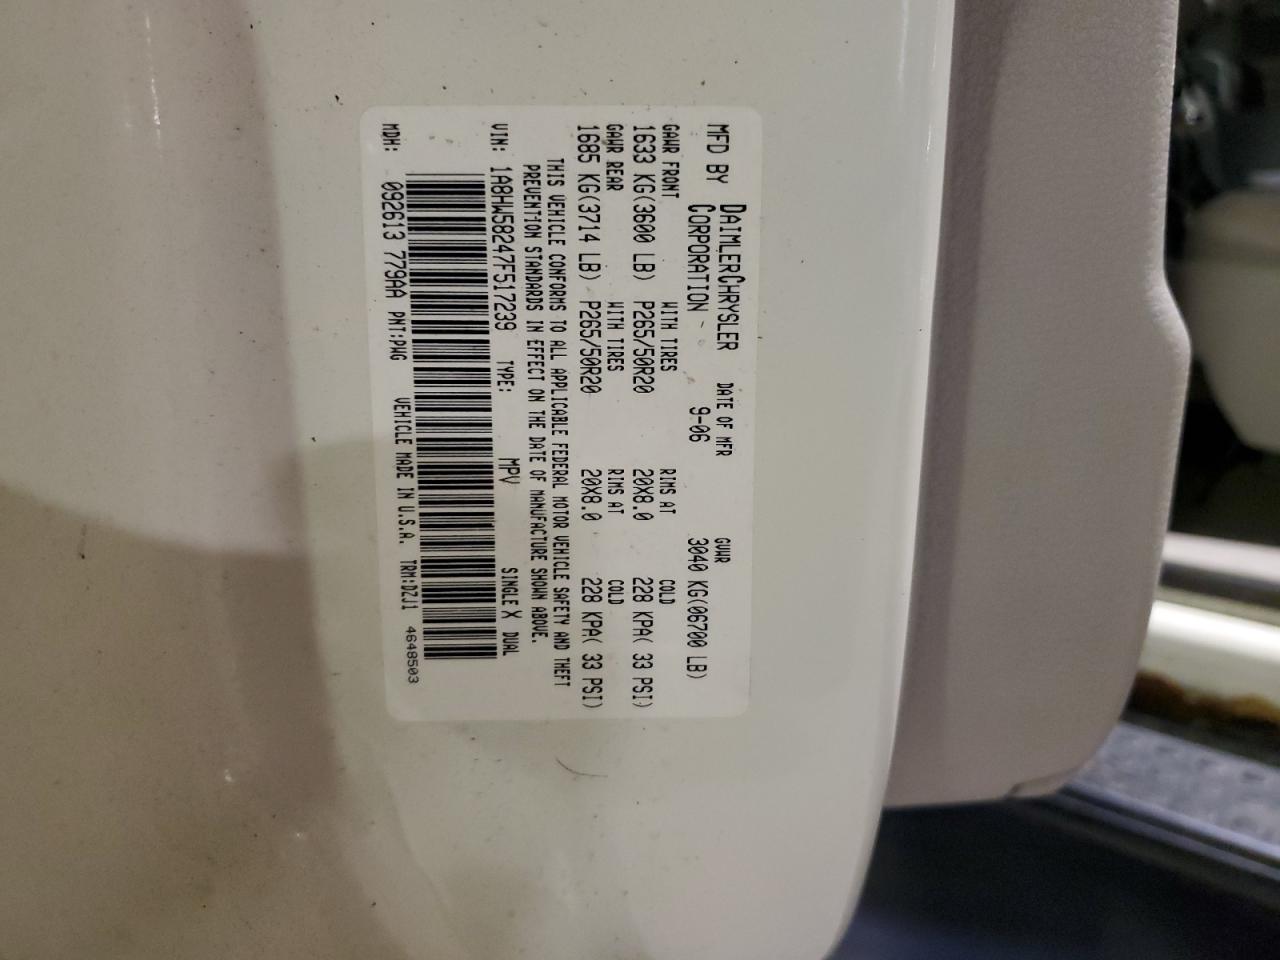 MFD BY DAIMLERCHRYSLER DATE OF MFR GVWR
CORPORATION 9-06 3040 KG(06700 LB)
GAWR FRONT WITH TIRES RIMS AT COLD
1633 KG(3600 LB) P265/50R20 20X8.0 228 KPA( 33 PSI)
GAWR REAR WITH TIRES RIMS AT COLD
1685 KG(3714 LB) P265/50R20 20X8.0 228 KPA( 33 PSI)
THIS VEHICLE CONFORMS TO ALL APPLICABLE FEDERAL MOTOR VEHICLE SAFETY AND THEFT
PREVENTION STANDARDS IN EFFECT ON THE DATE OF MANUFACTURE SHOWN ABOVE.
VIN: 1A8HW58247F517239 TYPE: MPV SINGLE X DUAL
MDH: 092613 779AA PNT:PWG VEHICLE MADE IN U.S.A. TRM:DZJ1 4648503